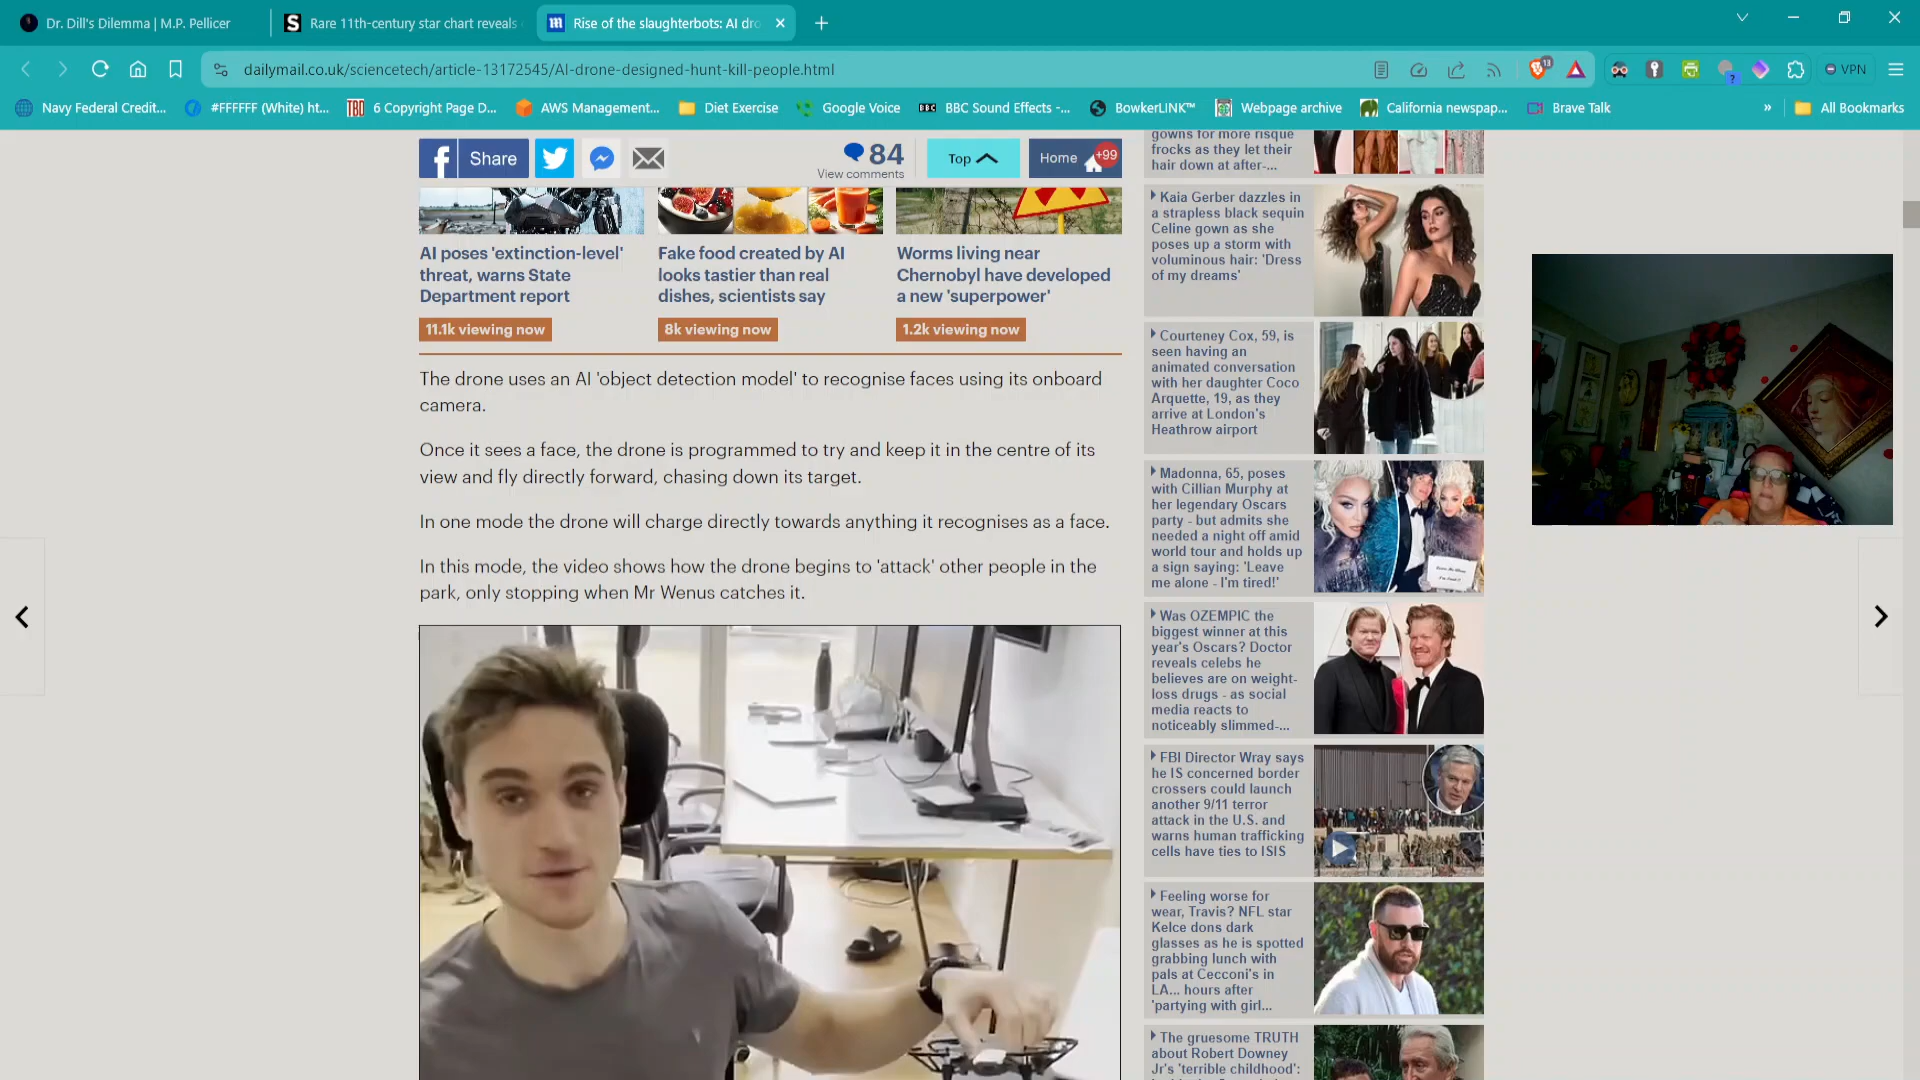 Dr. Dill's Dilemma | M.P. Pellicer
Rare 11th-century star chart reveals
Rise of the slaughterbots: AI dro
dailymail.co.uk/sciencetech/article-13172545/AI-drone-designed-hunt-kill-people.html
18
VPN
Navy Federal Credit...
#FFFFFF (White) ht...
6 Copyright Page D...
AWS Management...
Diet Exercise
Google Voice
BBC
BBC Sound Effects -...
BowkerLINK™
Webpage archive
California newspap...
Brave Talk
»
All Bookmarks
Share
84
View comments
Top
Home
+99
AI poses 'extinction-level'
threat, warns State
Department report
11.1k viewing now
Fake food created by AI
looks tastier than real
dishes, scientists say
8k viewing now
Worms living near
Chernobyl have developed
a new 'superpower'
1.2k viewing now
The drone uses an AI 'object detection model' to recognise faces using its onboard
camera.
Once it sees a face, the drone is programmed to try and keep it in the centre of its
view and fly directly forward, chasing down its target.
In one mode the drone will charge directly towards anything it recognises as a face.
In this mode, the video shows how the drone begins to 'attack' other people in the
park, only stopping when Mr Wenus catches it.
gowns for more risque
frocks as they let their
hair down at after-...
Kaia Gerber dazzles in
a strapless black sequin
Celine gown as she
poses up a storm with
voluminous hair: 'Dress
of my dreams'
Courteney Cox, 59, is
seen having an
animated conversation
with her daughter Coco
Arquette, 19, as they
arrive at London's
Heathrow airport
Madonna, 65, poses
with Cillian Murphy at
her legendary Oscars
party - but admits she
needed a night off amid
world tour and holds up
a sign saying: 'Leave
me alone - I'm tired!'
Was OZEMPIC the
biggest winner at this
year's Oscars? Doctor
reveals celebs he
believes are on weight-
loss drugs - as social
media reacts to
noticeably slimmed-...
FBI Director Wray says
he IS concerned border
crossers could launch
another 9/11 terror
attack in the U.S. and
warns human trafficking
cells have ties to ISIS
Feeling worse for
wear, Travis? NFL star
Kelce dons dark
glasses as he is spotted
grabbing lunch with
pals at Cecconi's in
LA... hours after
'partying with girl...
The gruesome TRUTH
about Robert Downey
Jr's 'terrible childhood':